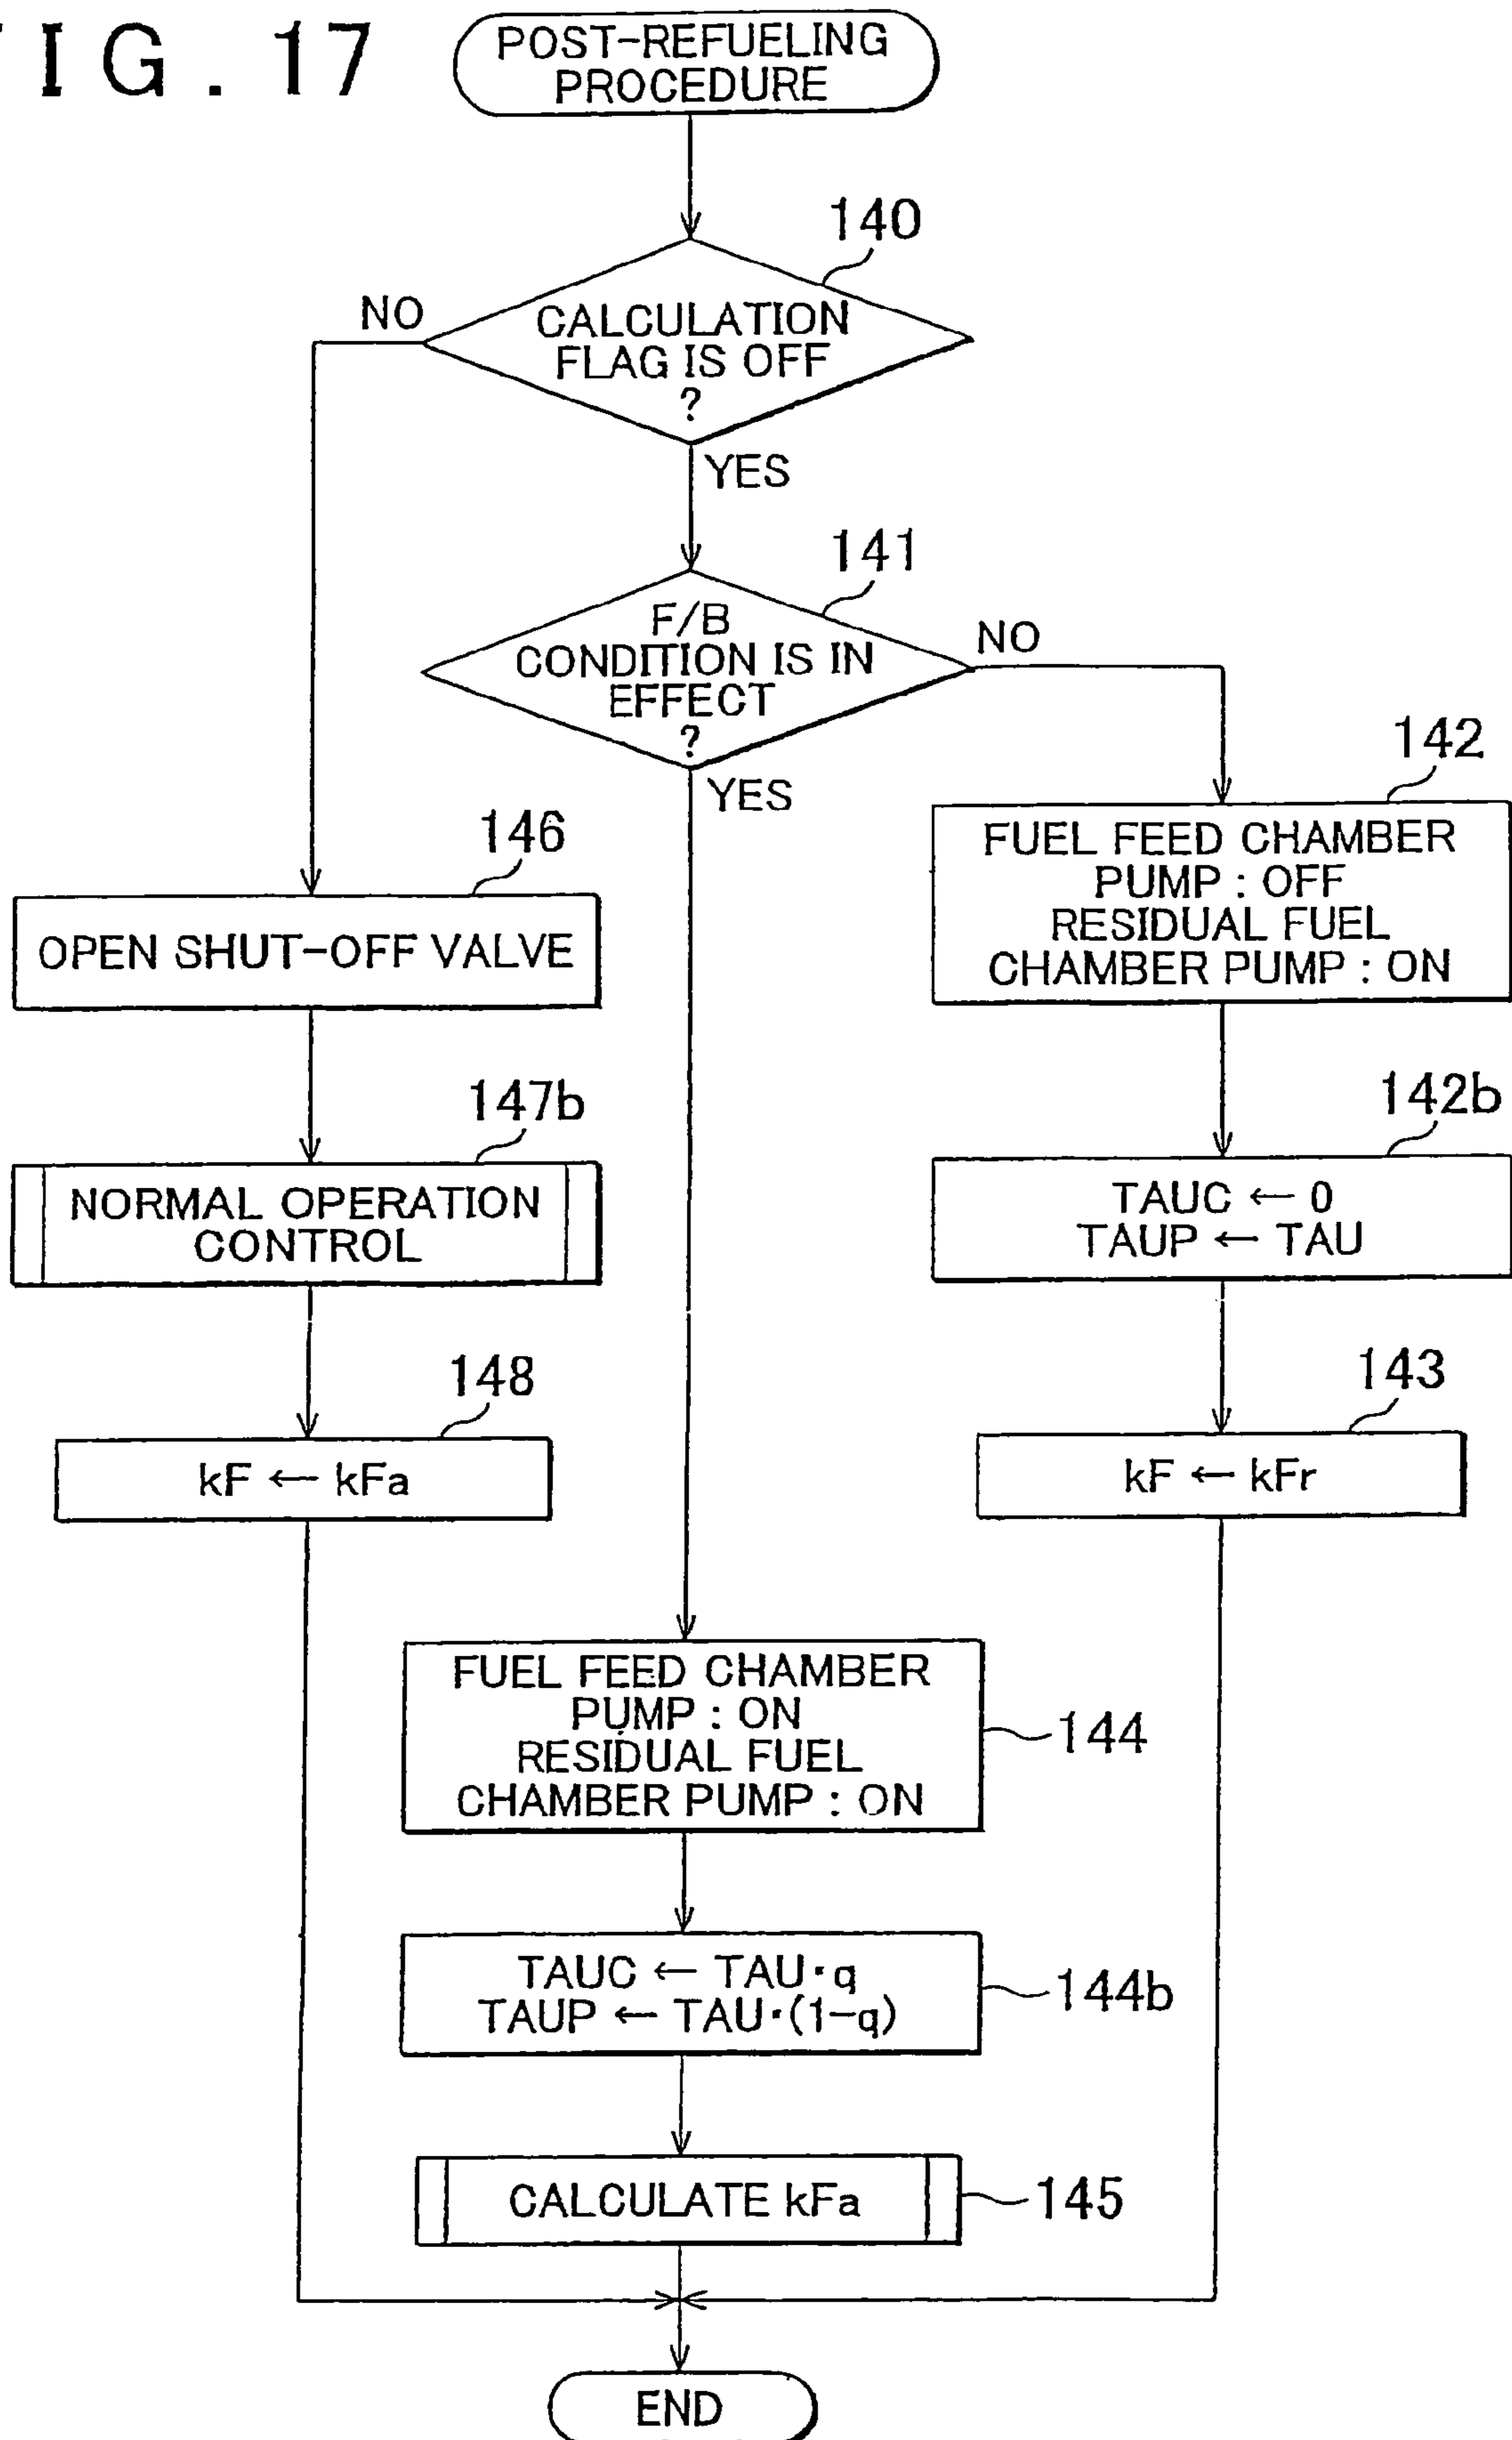 FIG. 17
POST-REFUELING
PROCEDURE
140
NO
CALCULATION
FLAG IS OFF
?
YES
141
F/B
CONDITION IS IN
EFFECT
?
NO
YES
142
FUEL FEED CHAMBER
PUMP : OFF
RESIDUAL FUEL
CHAMBER PUMP : ON
146
OPEN SHUT-OFF VALVE
147b
NORMAL OPERATION
CONTROL
142b
TAUC ← 0
TAUP ← TAU
148
kF ← kFa
143
kF ← kFr
FUEL FEED CHAMBER
PUMP : ON
RESIDUAL FUEL
CHAMBER PUMP : ON
144
TAUC ← TAU·q
TAUP ← TAU·(1-q)
144b
CALCULATE kFa
145
END